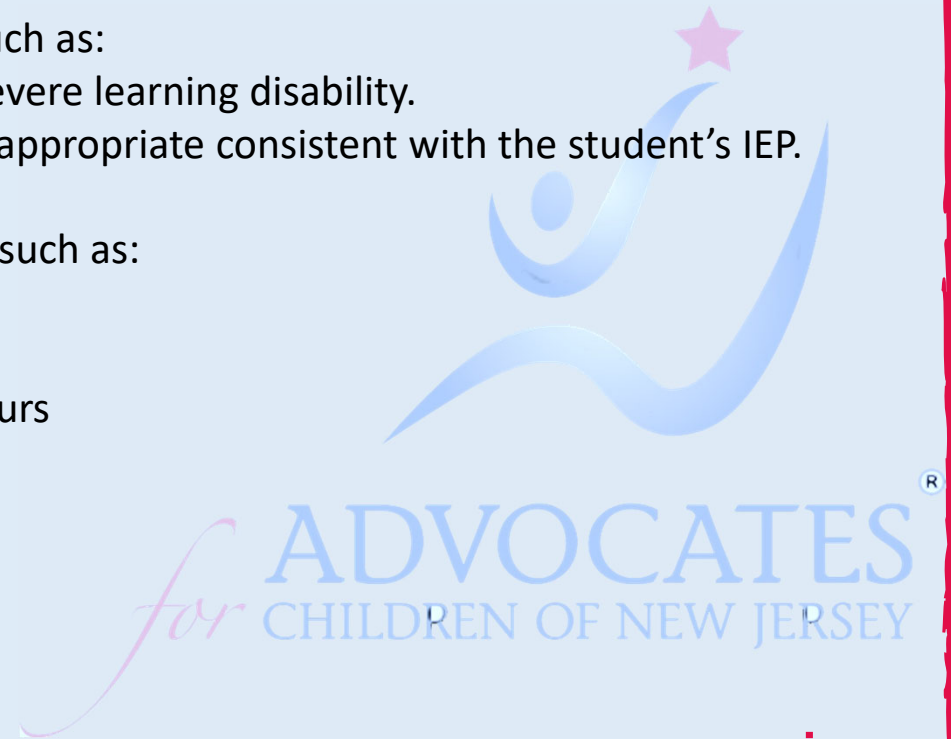 uch as:
evere learning disability.
appropriate consistent with the student’s IEP.
such as:
urs
®
ADVOCATES
for CHILDREN OF NEW JERSEY